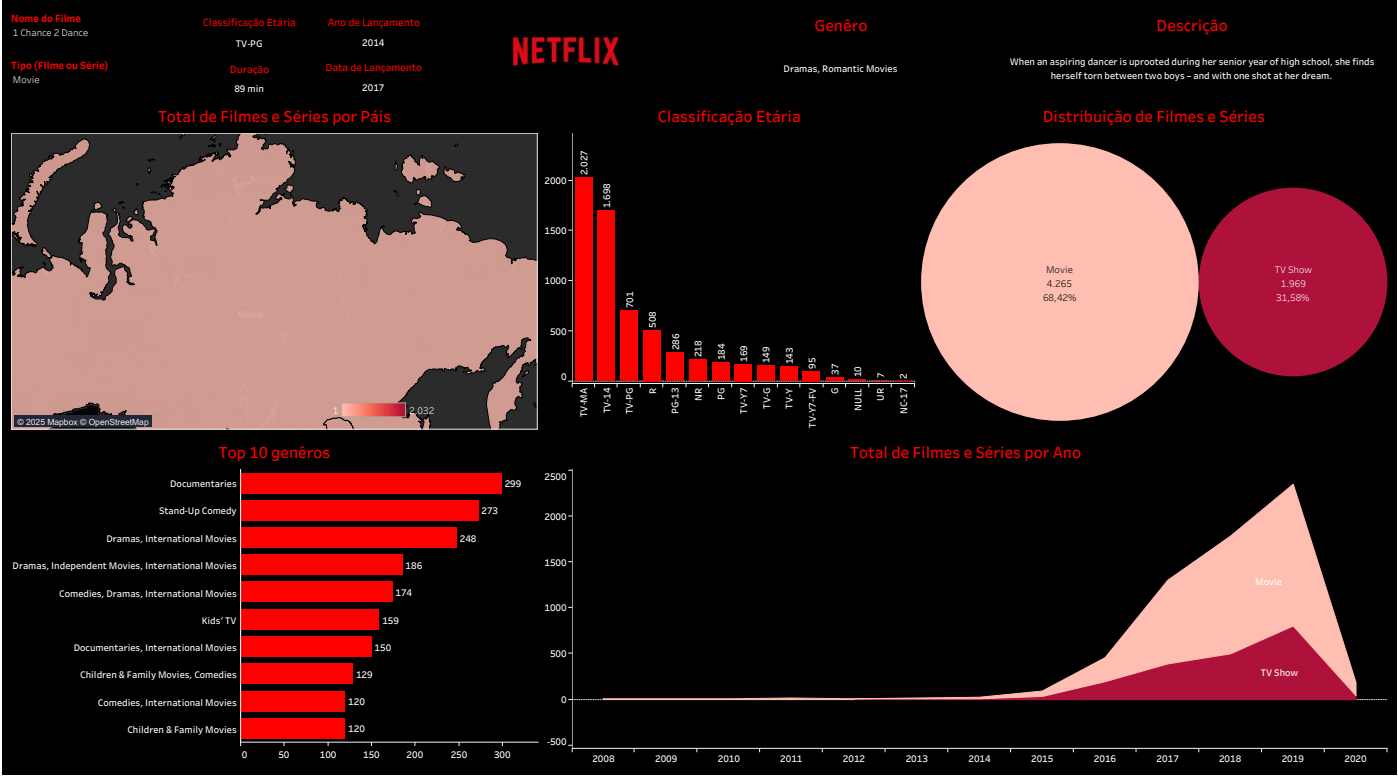 Nome do Filme
1 Chance 2 Dance
Classificação Etária
TV-PG
Ano de Lançamento
2014
Tipo (FIlme ou Série)
Movie
Duração
89 min
Data de Lançamento
2017
NETFLIX
Genêro
Dramas, Romantic Movies
Descrição
When an aspiring dancer is uprooted during her senior year of high school, she finds
herself torn between two boys – and with one shot at her dream.
Total de Filmes e Séries por Páis
Rússia
1
2,032
© 2025 Mapbox © OpenStreetMap
Classificação Etária
2000
1500
1000
500
0
2,027
1,698
701
508
286
218
184
169
149
143
95
37
10
7
2
TV-MA
TV-14
TV-PG
R
PG-13
NR
PG
TV-Y7
TV-G
TV-Y
TV-Y7-FV
G
NULL
UR
NC-17
Distribuição de Filmes e Séries
Movie
4.265
68,42%
TV Show
1.969
31,58%
Top 10 genêros
Documentaries 299
Stand-Up Comedy 273
Dramas, International Movies 248
Dramas, Independent Movies, International Movies 186
Comedies, Dramas, International Movies 174
Kids' TV 159
Documentaries, International Movies 150
Children & Family Movies, Comedies 129
Comedies, International Movies 120
Children & Family Movies 120
0 50 100 150 200 250 300
Total de Filmes e Séries por Ano
2500
2000
1500
1000
500
0
-500
Movie
TV Show
2008 2009 2010 2011 2012 2013 2014 2015 2016 2017 2018 2019 2020